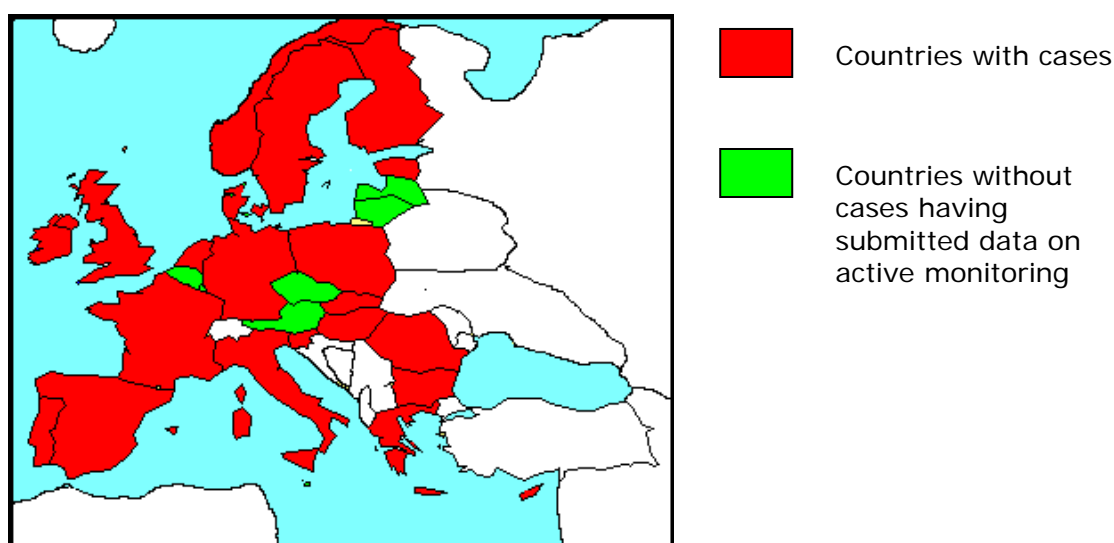 Countries with cases
Countries without
cases having
submitted data on
active monitoring